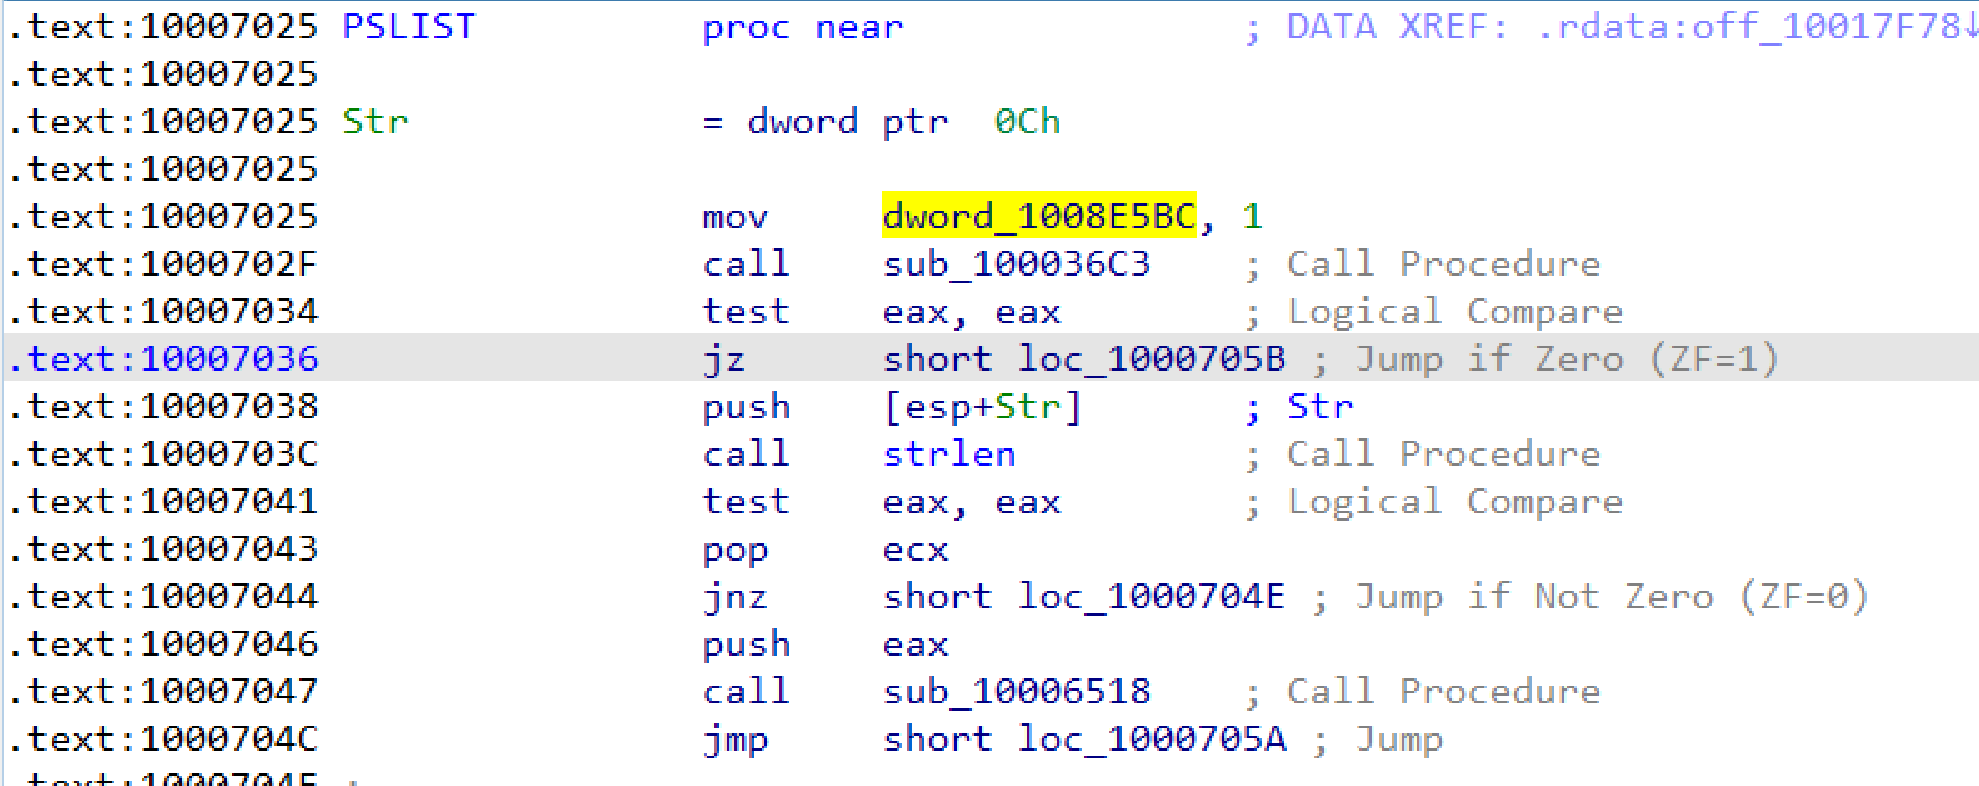 .text:10007025 PSLIST proc near ; DATA XREF: .rdata:off_10017F78↓
.text:10007025
.text:10007025 Str = dword ptr 0Ch
.text:10007025
.text:10007025 mov dword_1008E5BC, 1
.text:1000702F call sub_100036C3 ; Call Procedure
.text:10007034 test eax, eax ; Logical Compare
.text:10007036 jz short loc_1000705B ; Jump if Zero (ZF=1)
.text:10007038 push [esp+Str] ; Str
.text:1000703C call strlen ; Call Procedure
.text:10007041 test eax, eax ; Logical Compare
.text:10007043 pop ecx
.text:10007044 jnz short loc_1000704E ; Jump if Not Zero (ZF=0)
.text:10007046 push eax
.text:10007047 call sub_10006518 ; Call Procedure
.text:1000704C jmp short loc_1000705A ; Jump